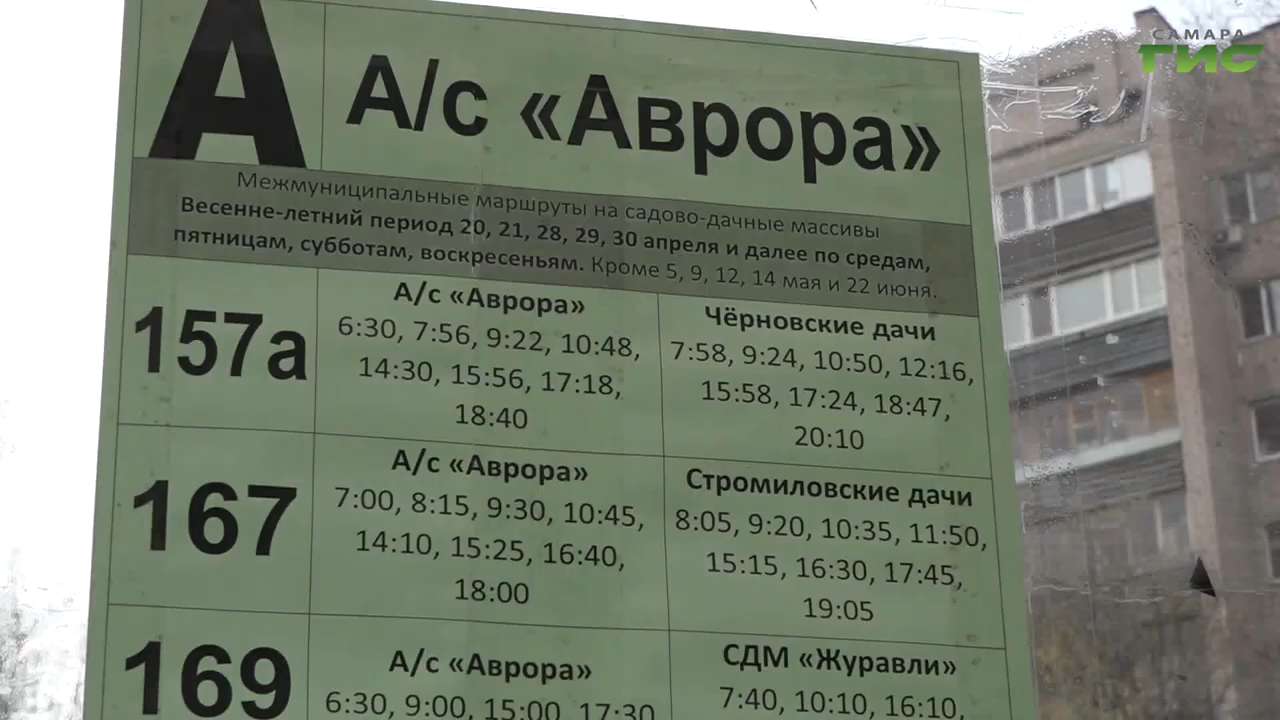 САМАРА
ГИС
А
А/с «Аврора»
Межмуниципальные маршруты на садово-дачные массивы
Весенне-летний период 20, 21, 28, 29, 30 апреля и далее по средам,
пятницам, субботам, воскресеньям. Кроме 5, 9, 12, 14 мая и 22 июня.
157а
А/с «Аврора»
6:30, 7:56, 9:22, 10:48,
14:30, 15:56, 17:18,
18:40
Чёрновские дачи
7:58, 9:24, 10:50, 12:16,
15:58, 17:24, 18:47,
20:10
167
А/с «Аврора»
7:00, 8:15, 9:30, 10:45,
14:10, 15:25, 16:40,
18:00
Стромиловские дачи
8:05, 9:20, 10:35, 11:50,
15:15, 16:30, 17:45,
19:05
169
А/с «Аврора»
6:30, 9:00, 15:00, 17:30
СДМ «Журавли»
7:40, 10:10, 16:10,